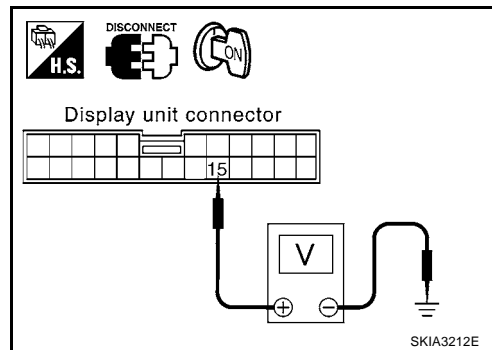 DISCONNECT
H.S.
ON
Display unit connector
15
V
+ −
SKIA3212E